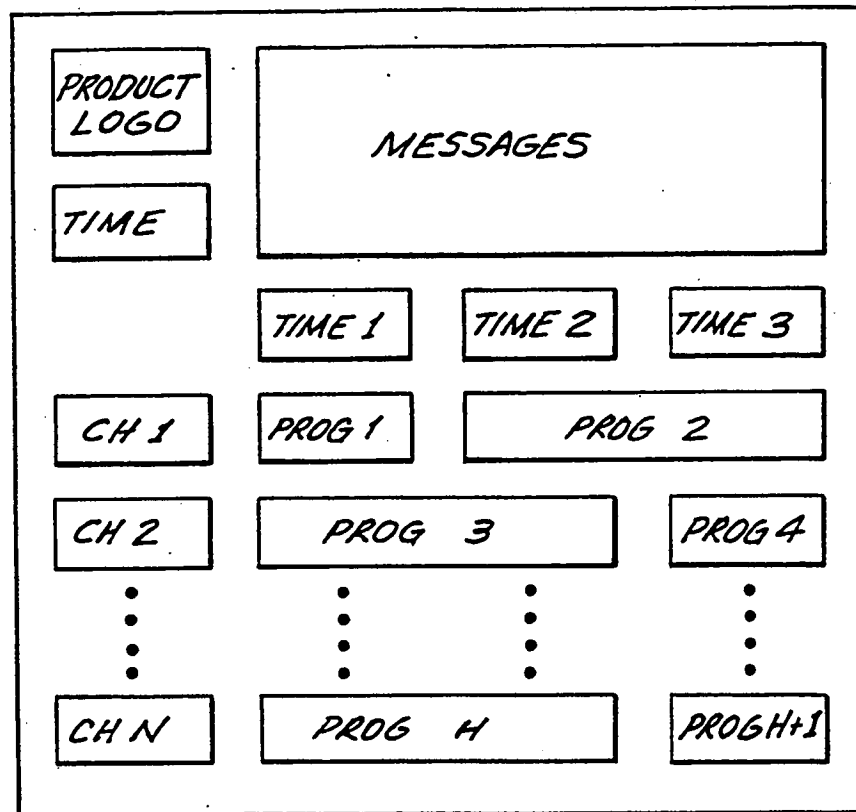 PRODUCT
LOGO
MESSAGES
TIME
TIME 1
TIME 2
TIME 3
CH 1
PROG 1
PROG 2
CH 2
PROG 3
PROG 4
CH N
PROG H
PROG H+1